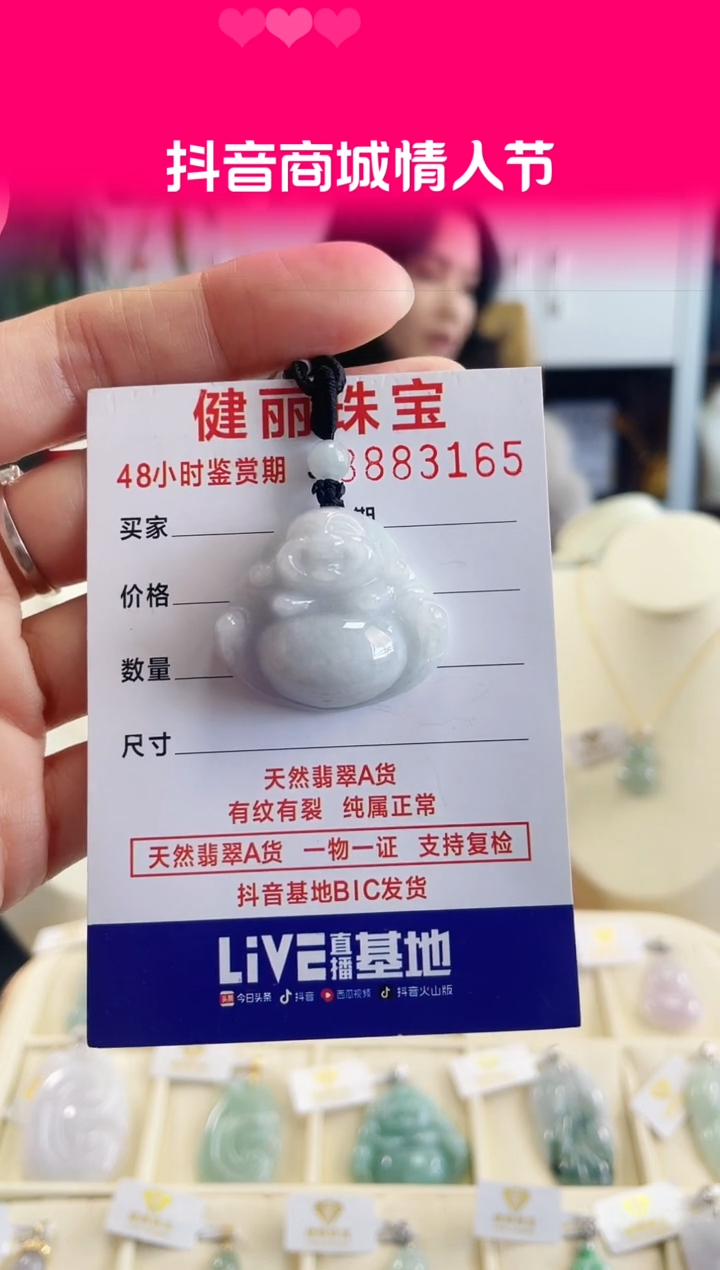 抖音商城情人节
健丽珠宝
48小时鉴赏期 8883165
买家 期
价格
数量
尺寸
天然翡翠A货
有纹有裂 纯属正常
天然翡翠A货 一物一证 支持复检
抖音基地BIC发货
LiVE直播基地
头条 今日头条 抖音 西瓜视频 抖音火山版